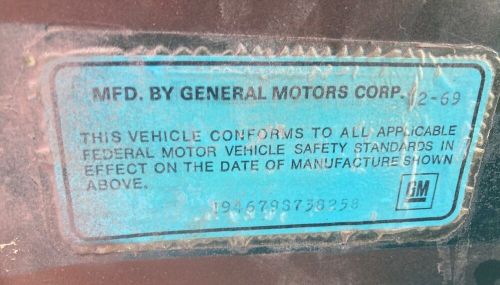 MFD. BY GENERAL MOTORS CORP. 12-69
THIS VEHICLE CONFORMS TO ALL APPLICABLE
FEDERAL MOTOR VEHICLE SAFETY STANDARDS IN
EFFECT ON THE DATE OF MANUFACTURE SHOWN
ABOVE.
GM
194679S738258